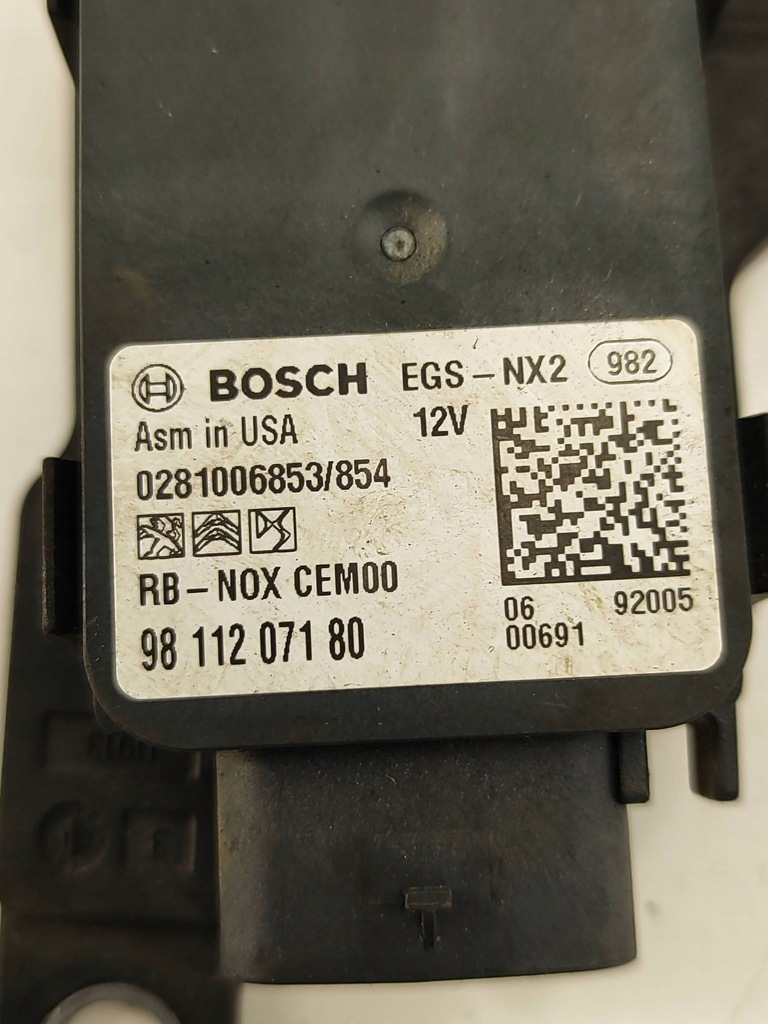 BOSCH EGS-NX2 982
Asm in USA 12V
0281006853/854
RB-NOX CEM00
98 112 071 80
06 92005
00691